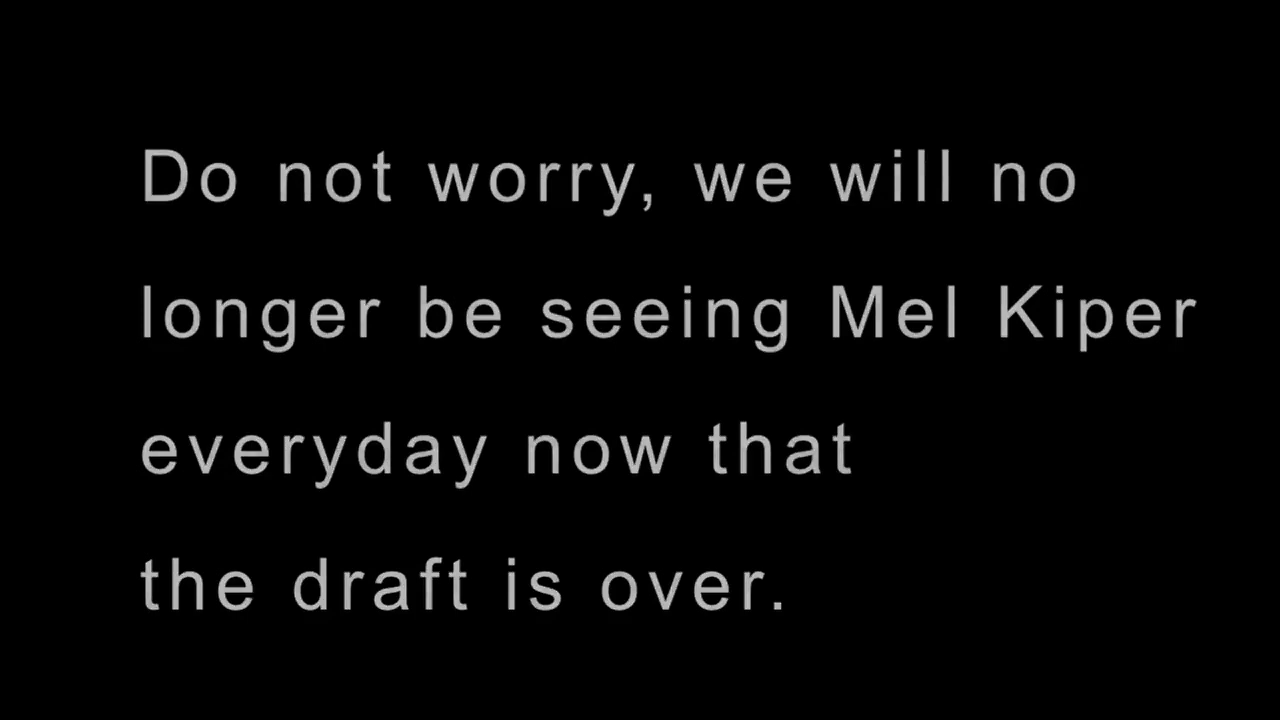 Do not worry, we will no
longer be seeing Mel Kiper
everyday now that
the draft is over.